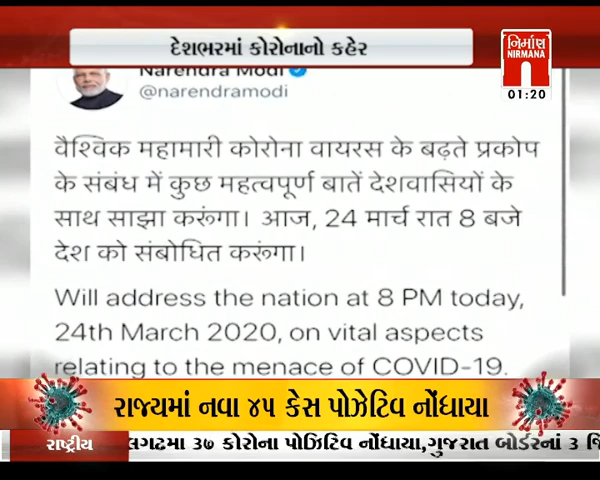 દેશભરમાં કોરોનાનો કહેર
निर्माण
NIRMANA
01:20
Narendra Modi
@narendramodi
वैश्विक महामारी कोरोना वायरस के बढ़ते प्रकोप
के संबंध में कुछ महत्वपूर्ण बातें देशवासियों के
साथ साझा करूंगा। आज, 24 मार्च रात 8 बजे
देश को संबोधित करूंगा।
Will address the nation at 8 PM today,
24th March 2020, on vital aspects
relating to the menace of COVID-19.
રાજ્યમાં નવા ૪૫ કેસ પોઝેટિવ નોંધાયા
રાષ્ટ્રીય
૩૭ કોરોના પોઝિટિવ નોંધાયા,ગુજરાત બોર્ડરનાં 3